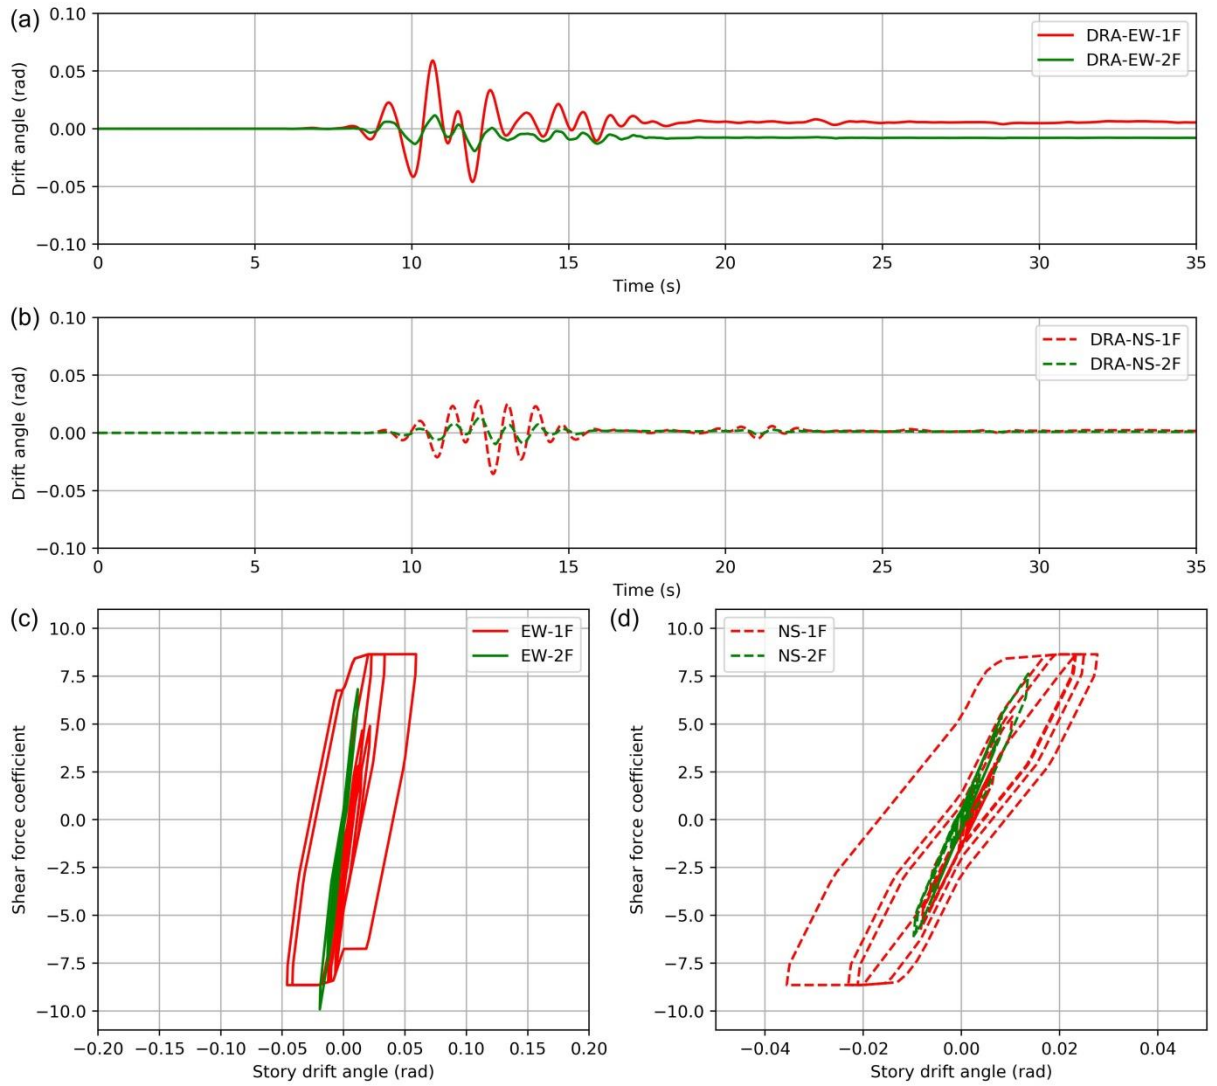 (a)
0.10
0.05
0.00
−0.05
−0.10
Drift angle (rad)
DRA-EW-1F
DRA-EW-2F
0 5 10 15 20 25 30 35
Time (s)
(b)
0.10
0.05
0.00
−0.05
−0.10
Drift angle (rad)
DRA-NS-1F
DRA-NS-2F
0 5 10 15 20 25 30 35
Time (s)
(c)
10.0
7.5
5.0
2.5
0.0
−2.5
−5.0
−7.5
−10.0
Shear force coefficient
EW-1F
EW-2F
−0.20 −0.15 −0.10 −0.05 0.00 0.05 0.10 0.15 0.20
Story drift angle (rad)
(d)
10.0
7.5
5.0
2.5
0.0
−2.5
−5.0
−7.5
−10.0
Shear force coefficient
NS-1F
NS-2F
−0.04 −0.02 0.00 0.02 0.04
Story drift angle (rad)